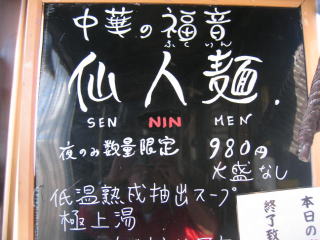 中華の福音
ふくいん
仙人麺.
SEN NIN MEN
夜のみ数量限定 980円
大盛なし
低温熟成抽出スープ
極上湯
本日の
終了致